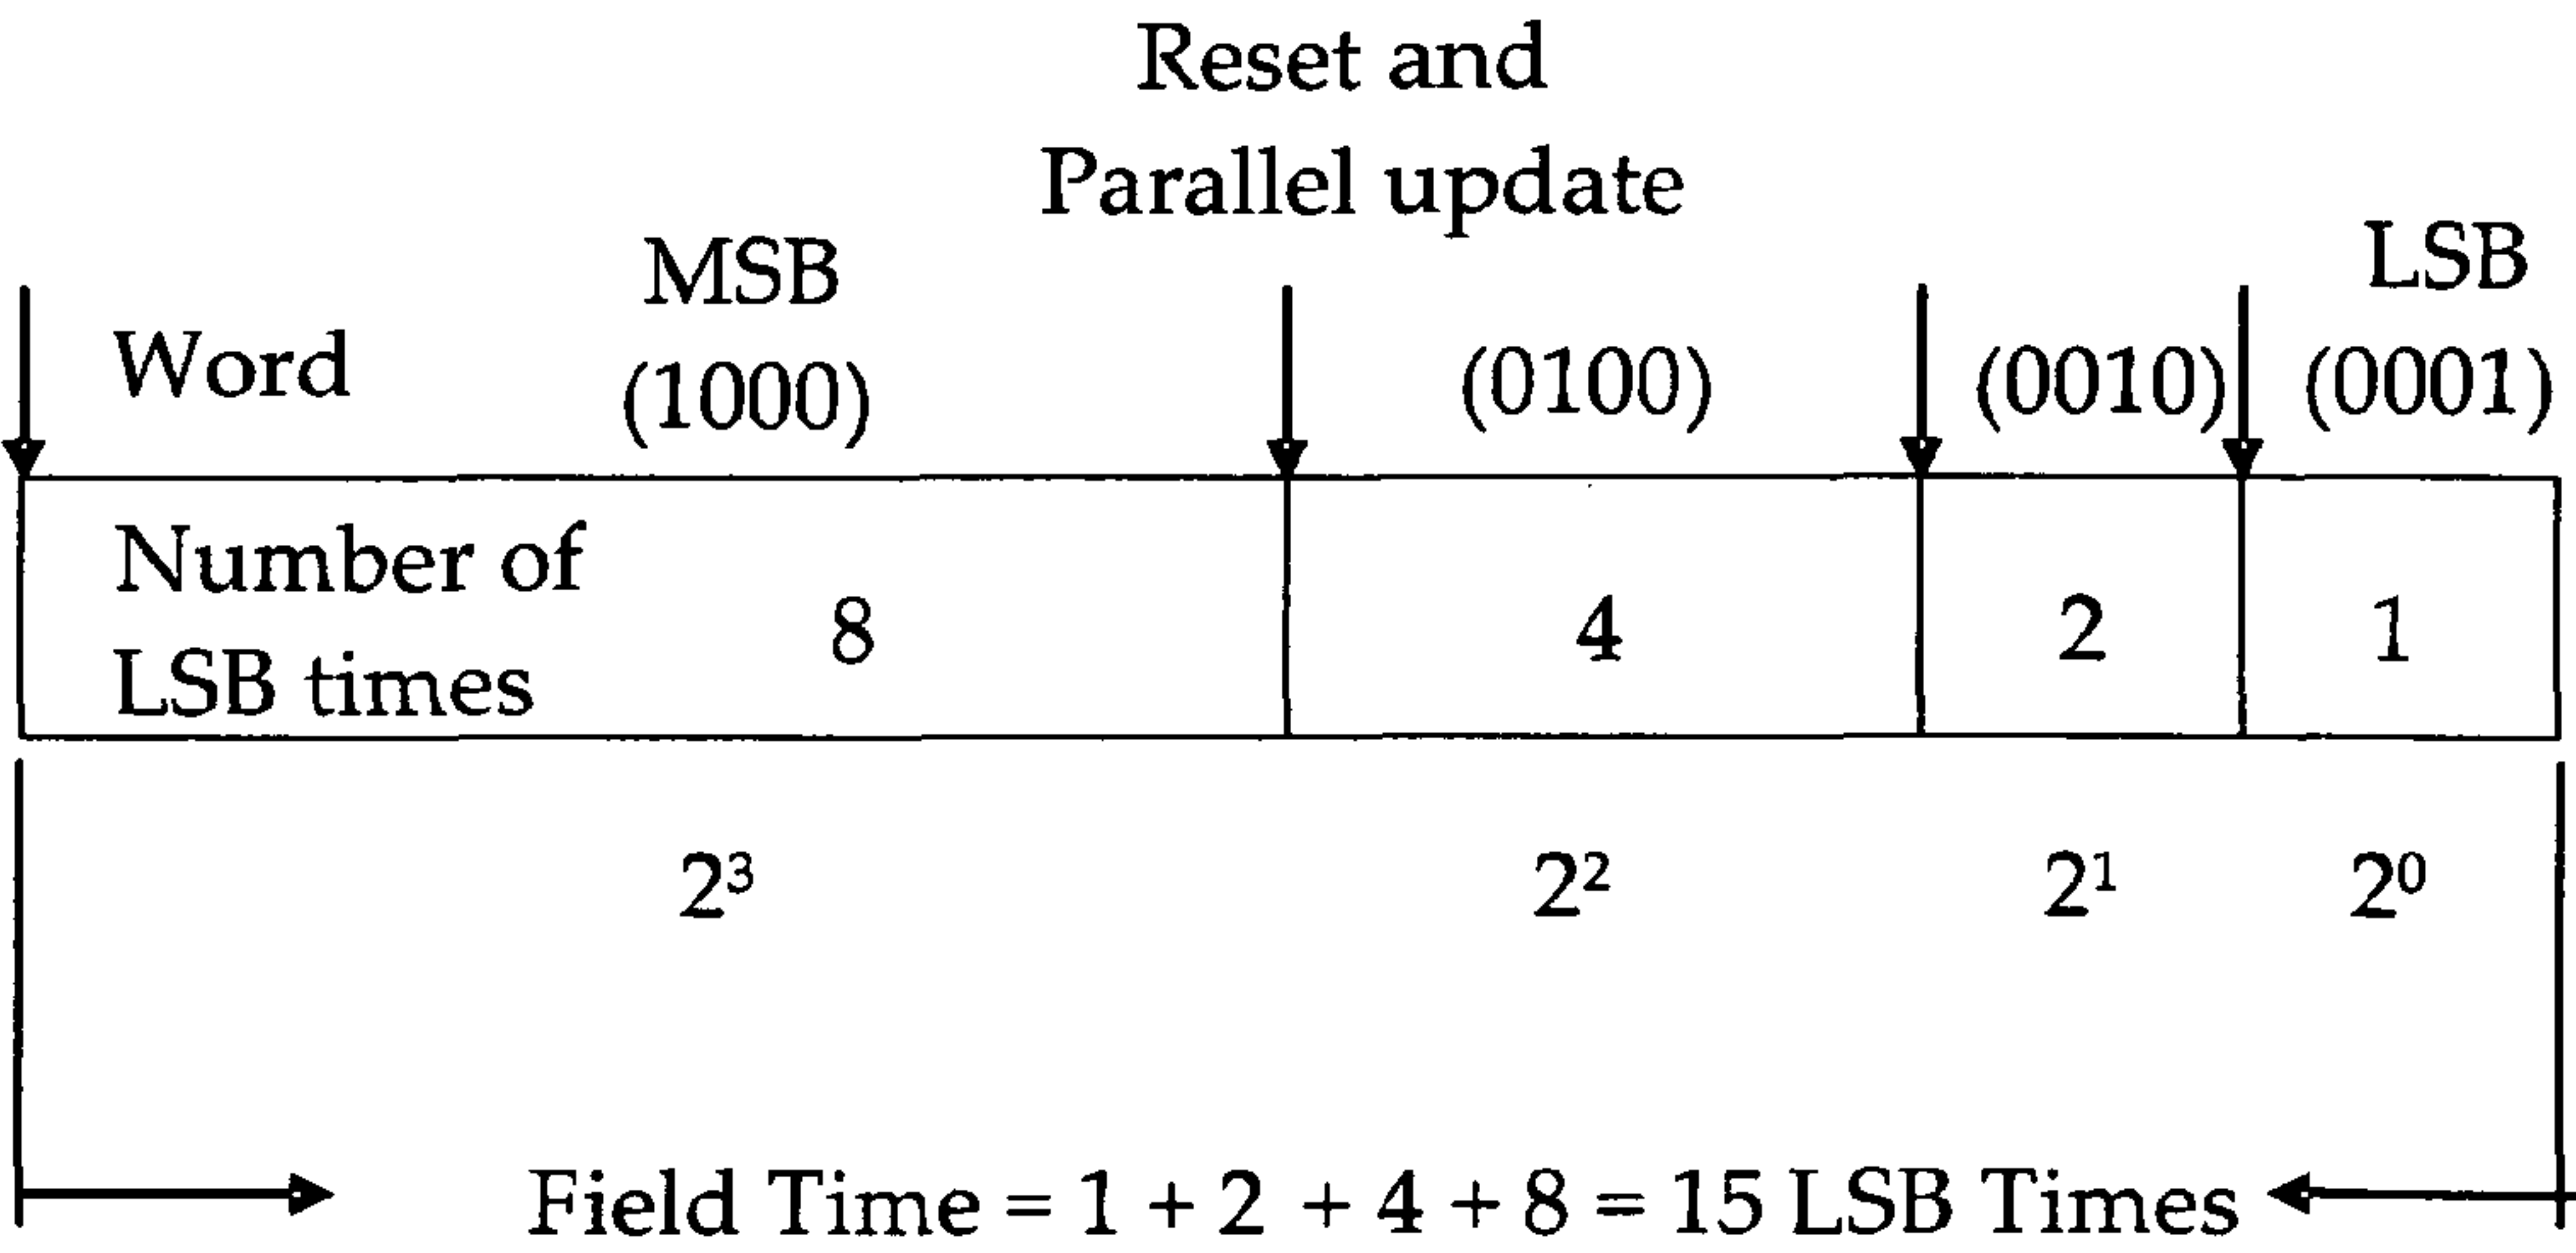 Reset and
Parallel update
MSB
LSB
Word
(1000)
(0100)
(0010)
(0001)
Number of
LSB times
8
4
2
1
2³
2²
2¹
2⁰
Field Time = 1 + 2 + 4 + 8 = 15 LSB Times